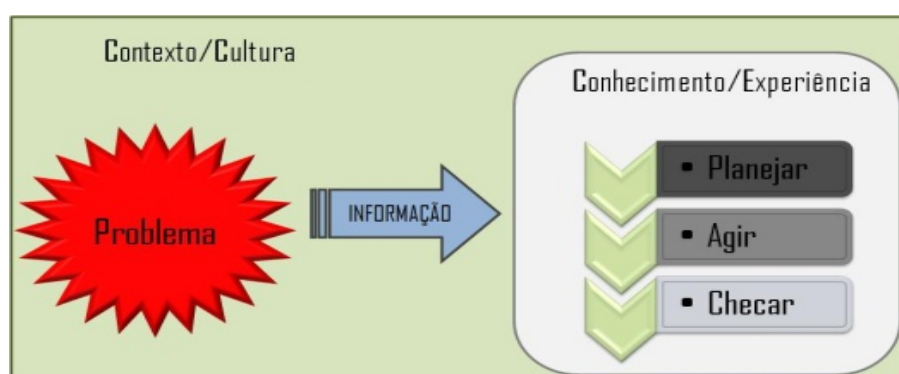 Contexto/Cultura
Conhecimento/Experiência
Problema
INFORMAÇÃO
▪ Planejar
▪ Agir
▪ Checar